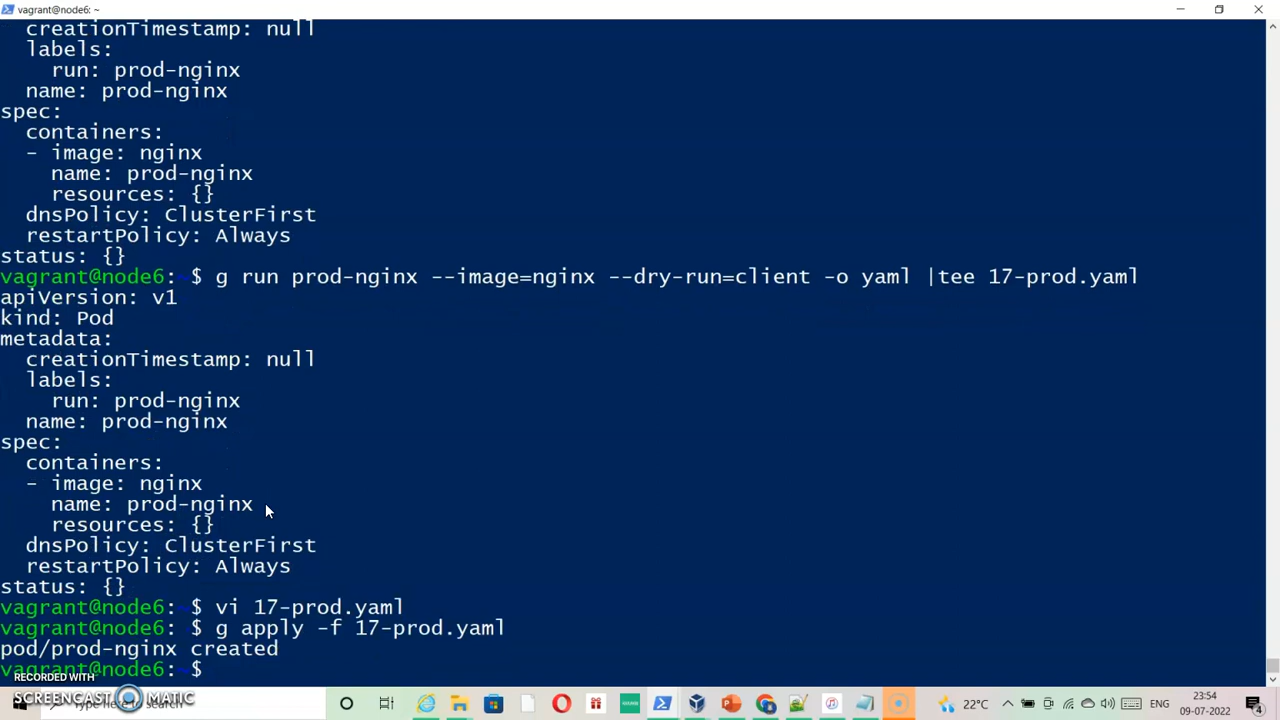 vagrant@node6: ~
creationTimestamp: null
labels:
run: prod-nginx
name: prod-nginx
spec:
containers:
- image: nginx
name: prod-nginx
resources: {}
dnsPolicy: ClusterFirst
restartPolicy: Always
status: {}
vagrant@node6:~$ g run prod-nginx --image=nginx --dry-run=client -o yaml |tee 17-prod.yaml
apiVersion: v1
kind: Pod
metadata:
creationTimestamp: null
labels:
run: prod-nginx
name: prod-nginx
spec:
containers:
- image: nginx
name: prod-nginx
resources: {}
dnsPolicy: ClusterFirst
restartPolicy: Always
status: {}
vagrant@node6:~$ vi 17-prod.yaml
vagrant@node6:~$ g apply -f 17-prod.yaml
pod/prod-nginx created
vagrant@node6:~$
RECORDED WITH
SCREENCAST MATIC
Type here to search
22°C
ENG
23:54
09-07-2022
4